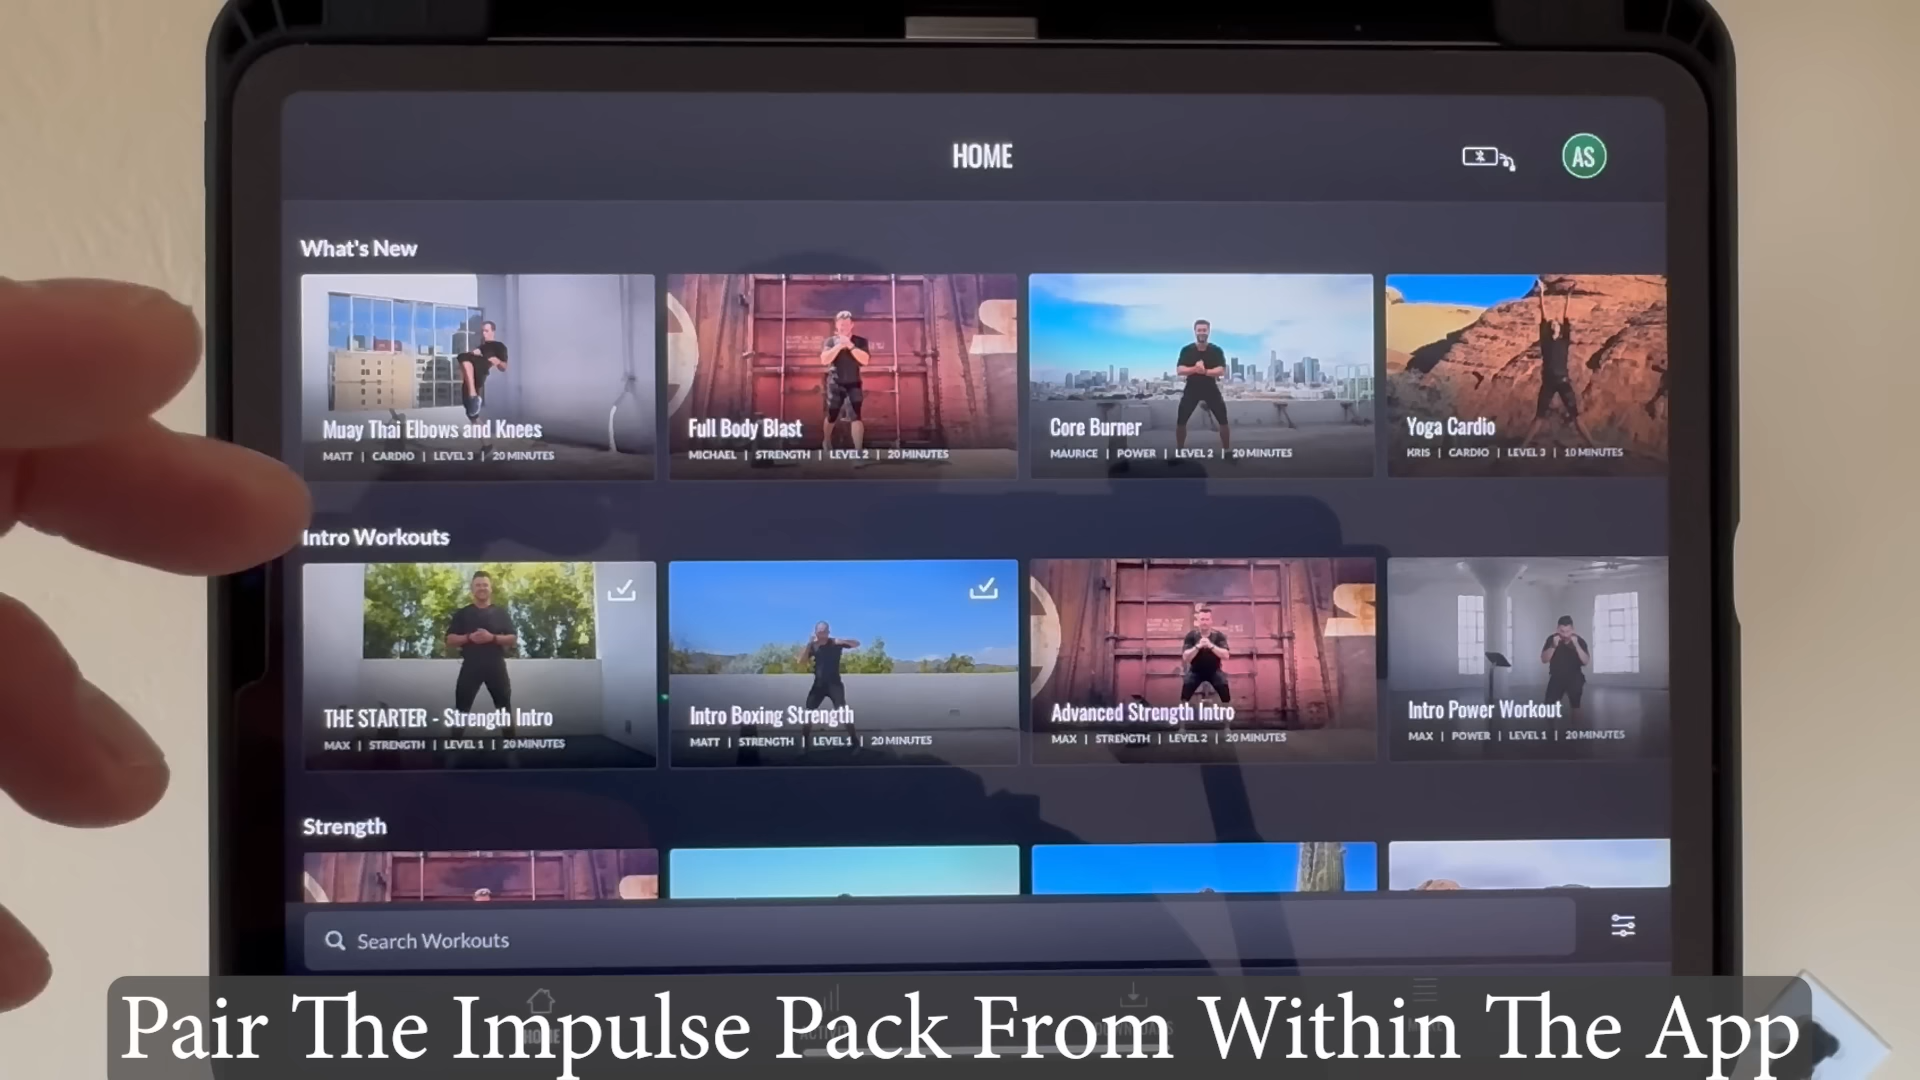 HOME
AS
What's New
Muay Thai Elbows and Knees
MATT | CARDIO | LEVEL 3 | 20 MINUTES
Full Body Blast
MICHAEL | STRENGTH | LEVEL 2 | 20 MINUTES
Core Burner
MAURICE | POWER | LEVEL 2 | 20 MINUTES
Yoga Cardio
KRIS | CARDIO | LEVEL 3 | 10 MINUTES
Intro Workouts
THE STARTER - Strength Intro
MAX | STRENGTH | LEVEL 1 | 20 MINUTES
Intro Boxing Strength
MATT | STRENGTH | LEVEL 1 | 20 MINUTES
Advanced Strength Intro
MAX | STRENGTH | LEVEL 2 | 20 MINUTES
Intro Power Workout
MAX | POWER | LEVEL 1 | 20 MINUTES
Strength
Search Workouts
HOME
Pair The Impulse Pack From Within The App